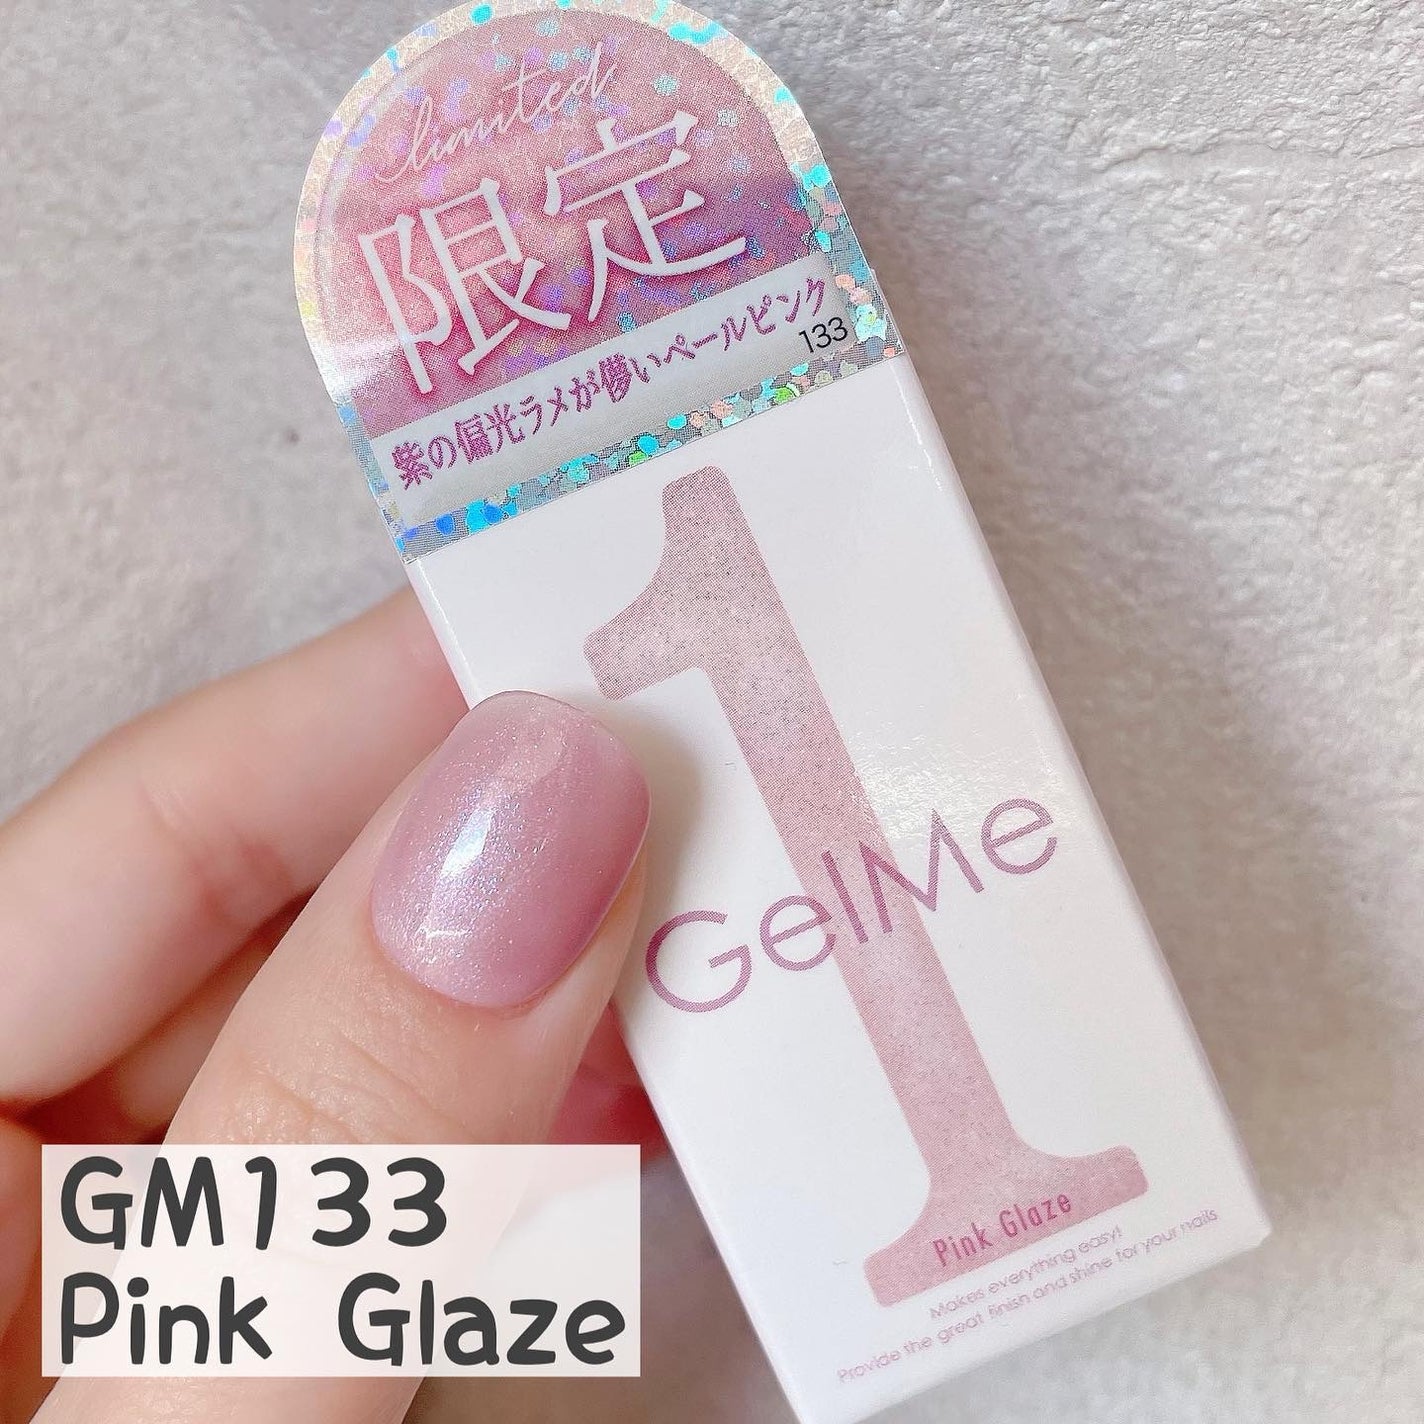 Limited
限定
紫の偏光ラメが儚いペールピンク
133
1
GelMe
Pink Glaze
Makes everything easy!
Provide the great finish and shine for your nails
GM133
Pink Glaze